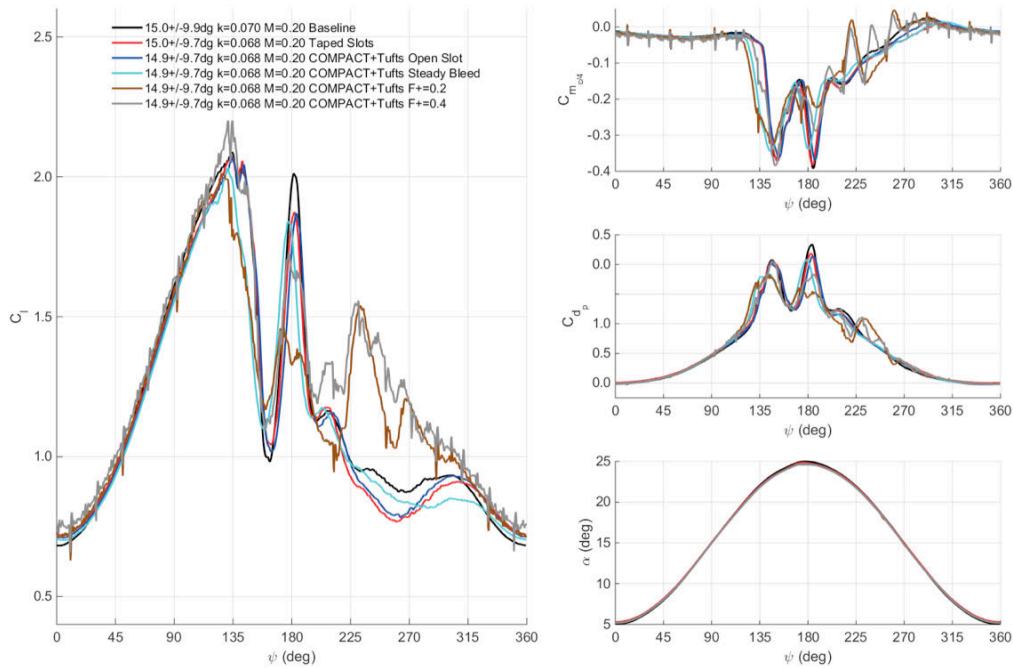 15.0+/-9.9dg k=0.070 M=0.20 Baseline
15.0+/-9.7dg k=0.068 M=0.20 Taped Slots
14.9+/-9.7dg k=0.068 M=0.20 COMPACT+Tufts Open Slot
14.9+/-9.7dg k=0.068 M=0.20 COMPACT+Tufts Steady Bleed
14.9+/-9.7dg k=0.068 M=0.20 COMPACT+Tufts F+=0.2
14.9+/-9.7dg k=0.068 M=0.20 COMPACT+Tufts F+=0.4
2.5
2.0
1.5
1.0
0.5
C_l
0 45 90 135 180 225 270 315 360
ψ (deg)
0.0
-0.1
-0.2
-0.3
-0.4
C_m_c/4
0 45 90 135 180 225 270 315 360
ψ (deg)
0.5
0.0
1.0
0.5
0.0
C_d_p
0 45 90 135 180 225 270 315 360
ψ (deg)
25
20
15
10
5
α (deg)
0 45 90 135 180 225 270 315 360
ψ (deg)